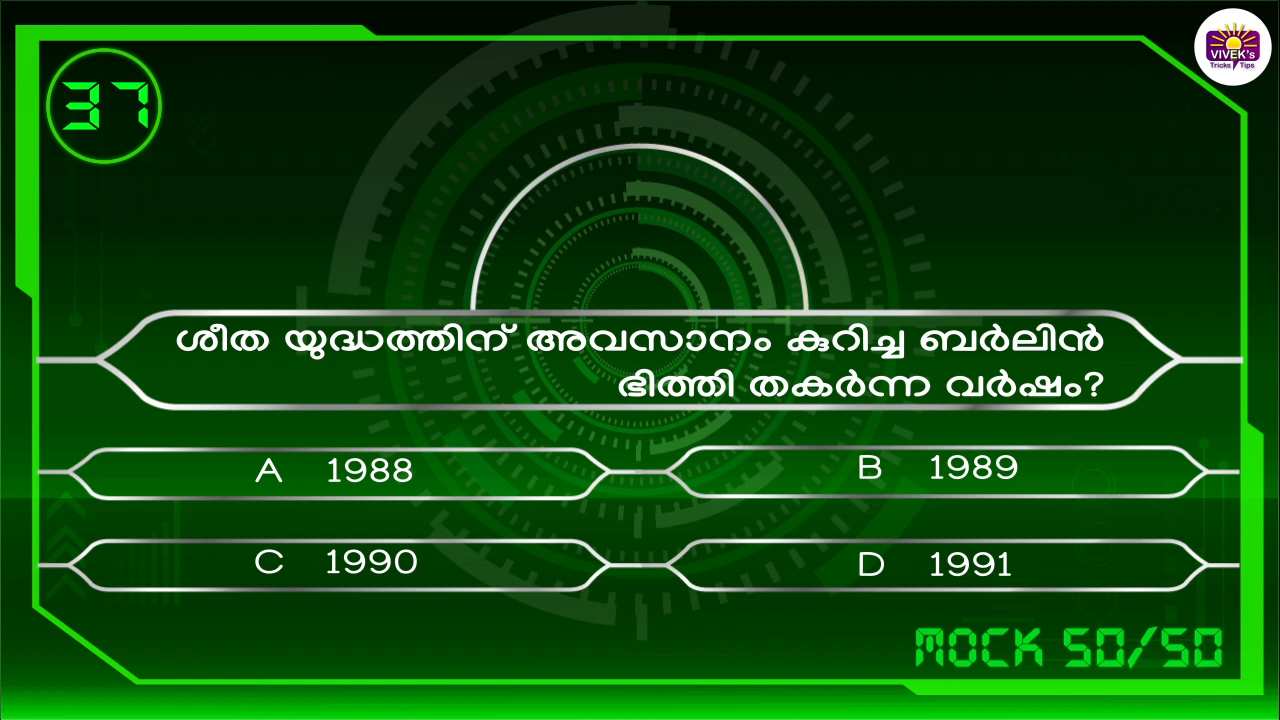 37
VIVEK's
Tricks Tips
ശീത യുദ്ധത്തിന് അവസാനം കുറിച്ച ബർലിൻ
ഭിത്തി തകർന്ന വർഷം?
A 1988
B 1989
C 1990
D 1991
MOCK 50/50